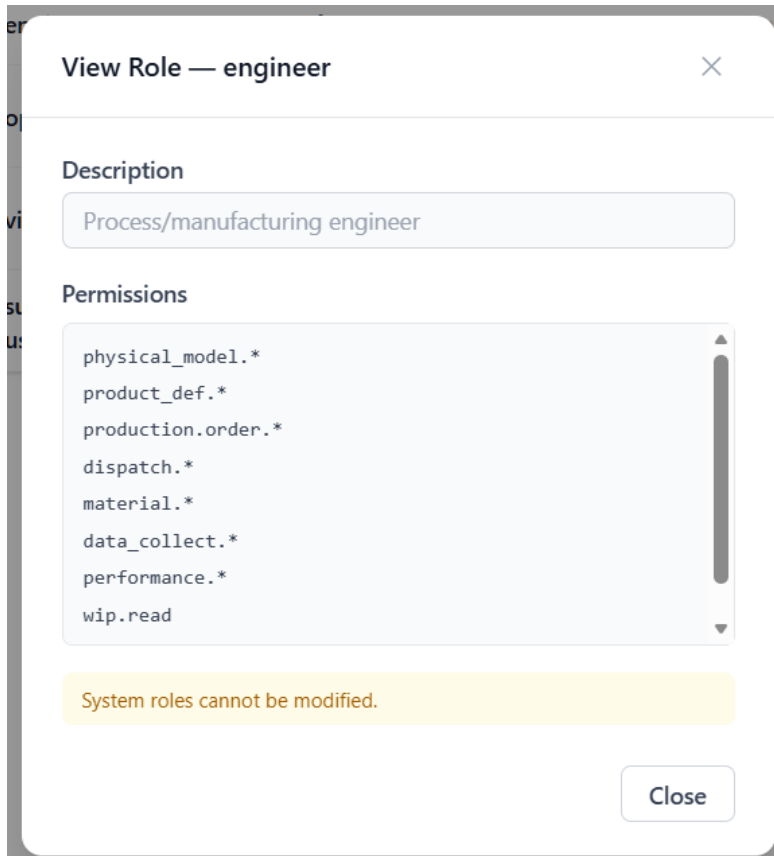 View Role — engineer
Description
Process/manufacturing engineer
Permissions
physical_model.*
product_def.*
production.order.*
dispatch.*
material.*
data_collect.*
performance.*
wip.read
System roles cannot be modified.
Close